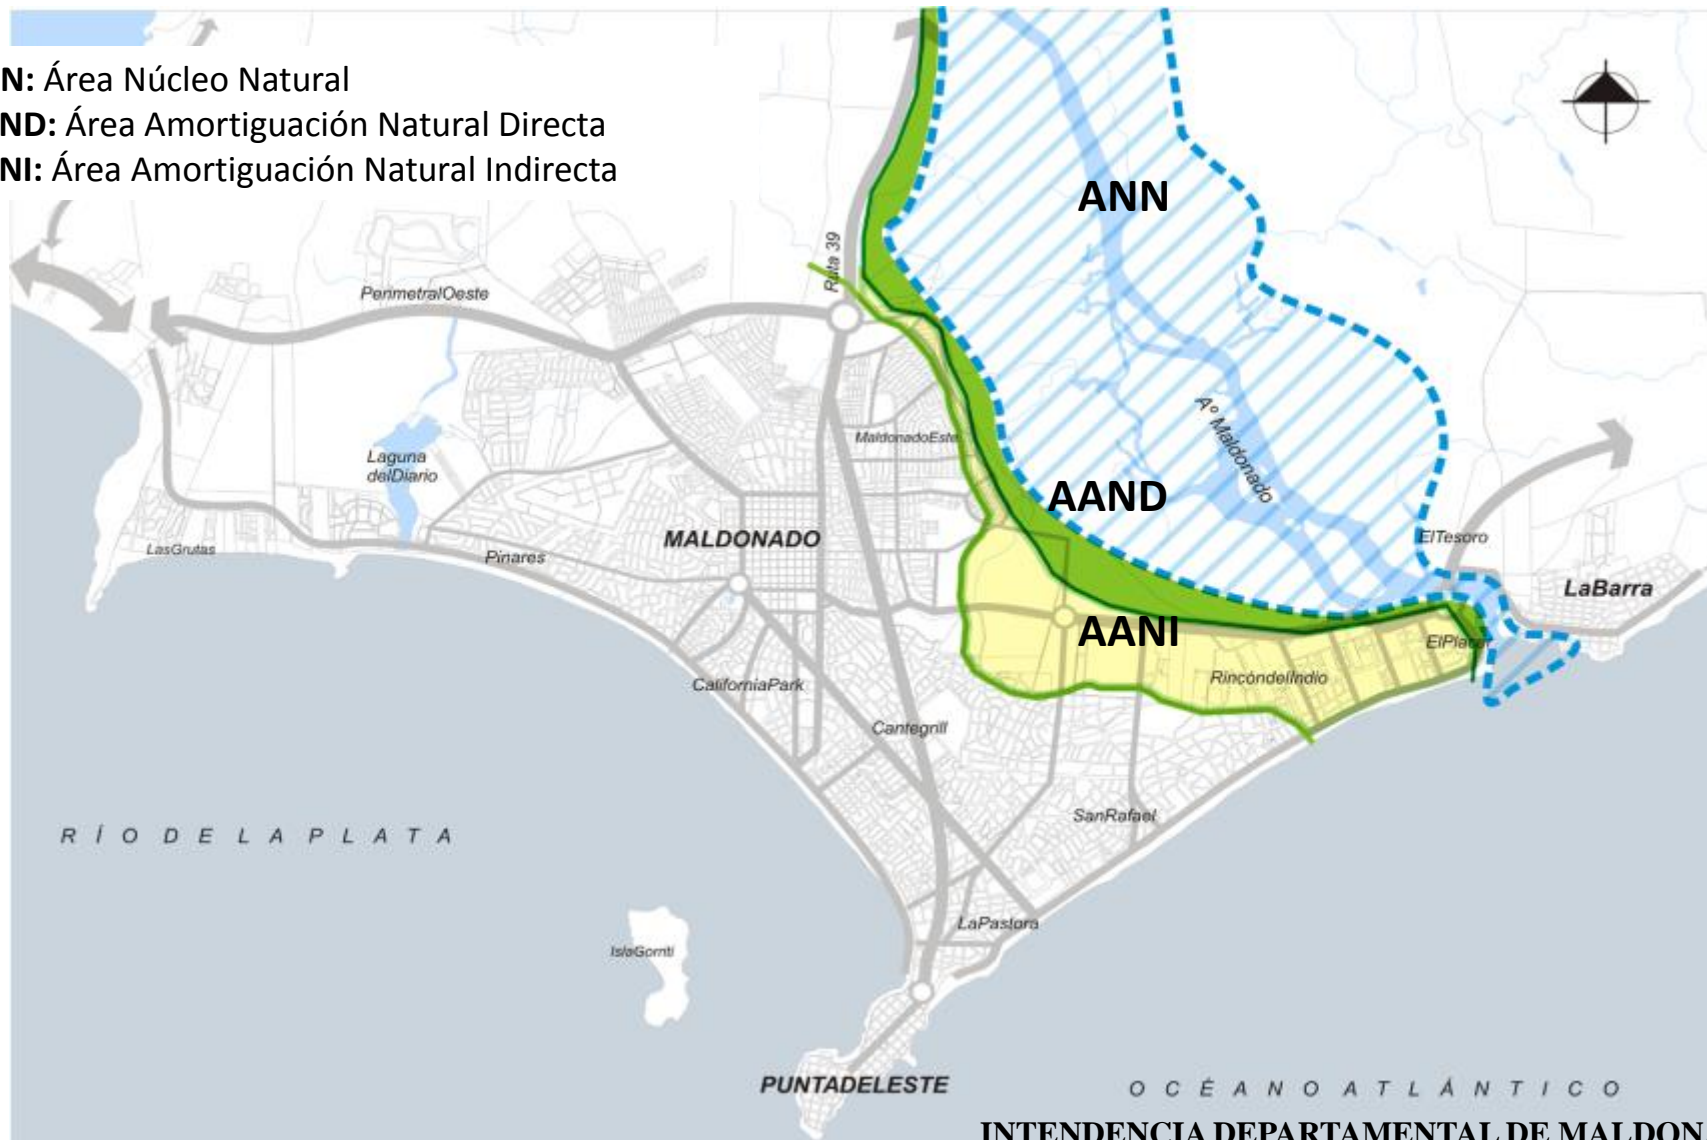 N: Área Núcleo Natural
ND: Área Amortiguación Natural Directa
NI: Área Amortiguación Natural Indirecta
ANN
Ruta 39
PerimetralOeste
Aº Maldonado
MaldonadoEste
Laguna
delDiario
AAND
MALDONADO
ElTesoro
LasGrutas
Pinares
LaBarra
AANI
ElPlacer
RincóndelIndio
CaliforniaPark
Cantegrill
SanRafael
RÍO DE LA PLATA
LaPastora
IslaGorriti
PUNTADELESTE
OCÉANO ATLÁNTICO
INTENDENCIA DEPARTAMENTAL DE MALDON